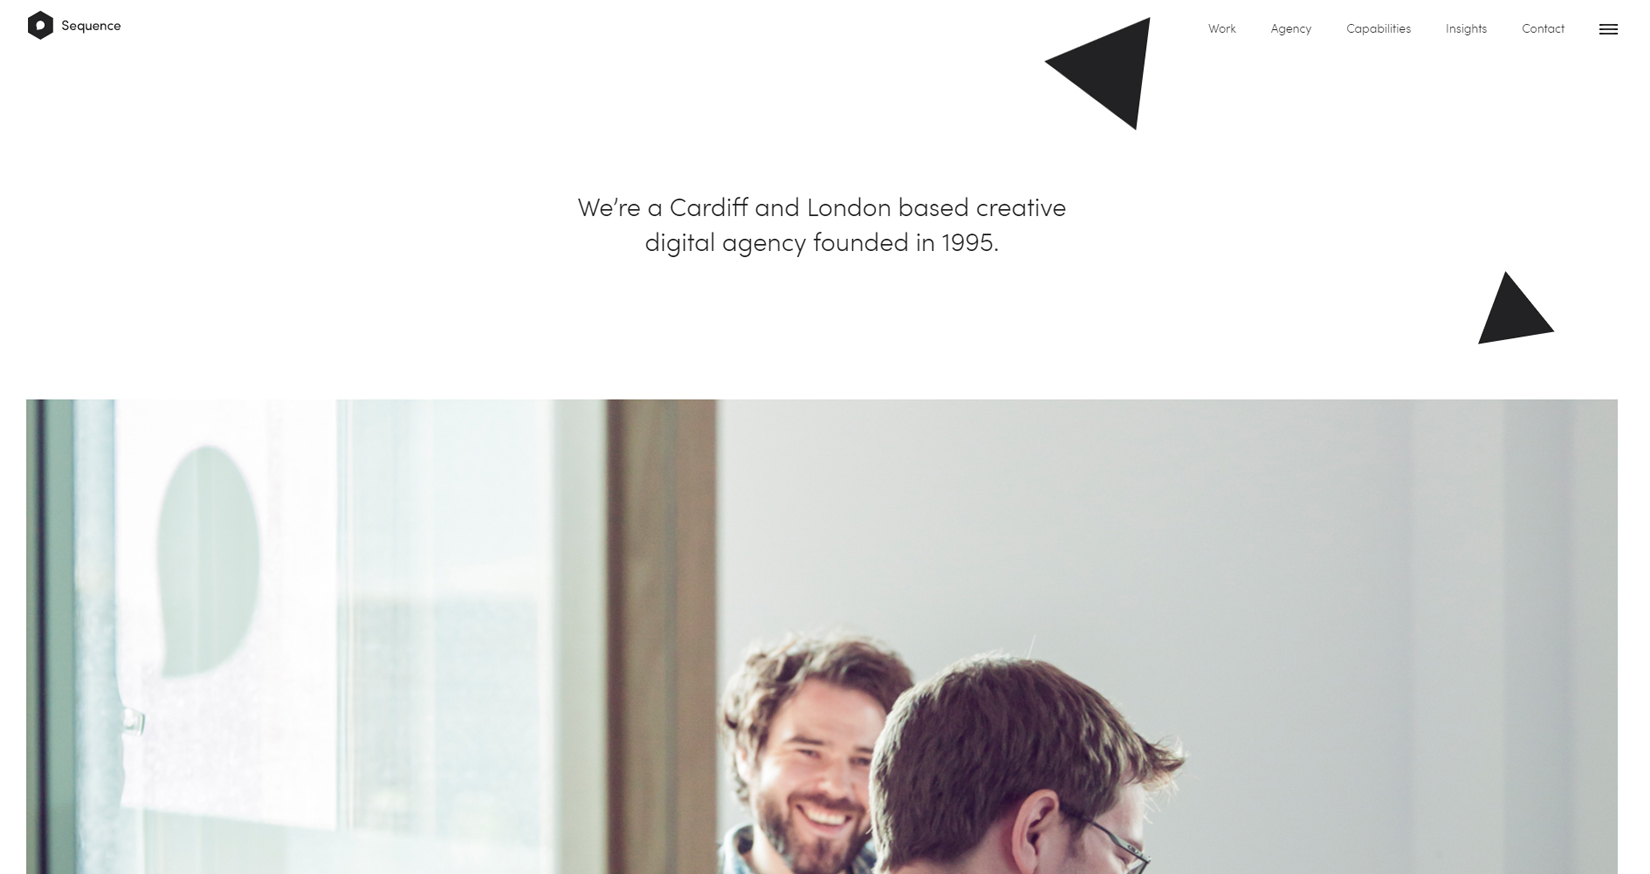 Sequence
Work Agency Capabilities Insights Contact
We’re a Cardiff and London based creative
digital agency founded in 1995.